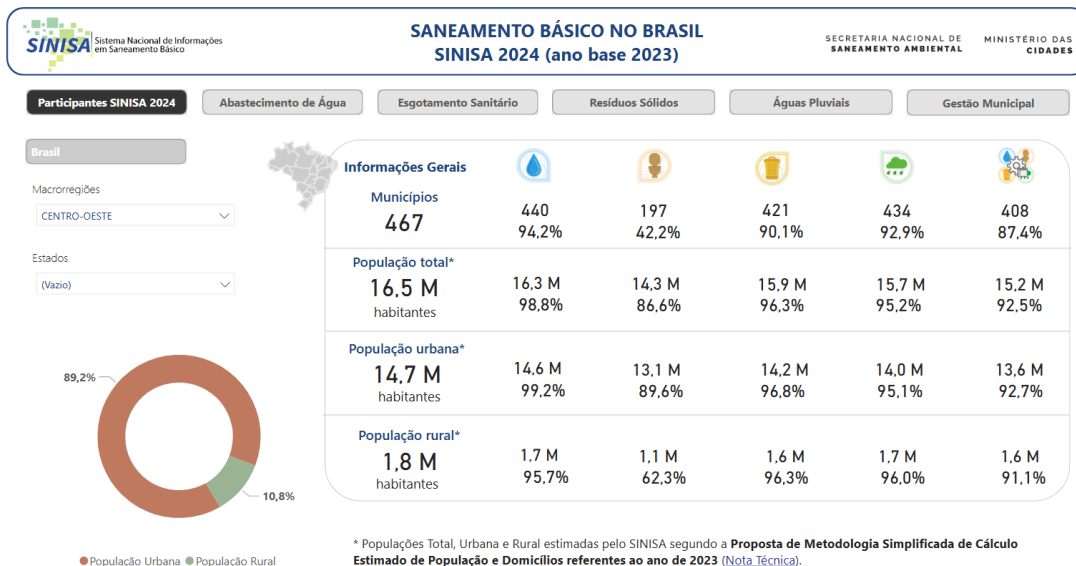 SINISA
Sistema Nacional de Informações
em Saneamento Básico
SANEAMENTO BÁSICO NO BRASIL
SINISA 2024 (ano base 2023)
SECRETARIA NACIONAL DE
SANEAMENTO AMBIENTAL
MINISTÉRIO DAS
CIDADES
Participantes SINISA 2024
Abastecimento de Água
Esgotamento Sanitário
Resíduos Sólidos
Águas Pluviais
Gestão Municipal
Brasil
Macrorregiões
CENTRO-OESTE
Estados
(Vazio)
89,2%
10,8%
População Urbana
População Rural
Informações Gerais
Municípios
467
440 197 421 434 408
94,2% 42,2% 90,1% 92,9% 87,4%
População total*
16,5 M
habitantes
16,3 M 14,3 M 15,9 M 15,7 M 15,2 M
98,8% 86,6% 96,3% 95,2% 92,5%
População urbana*
14,7 M
habitantes
14,6 M 13,1 M 14,2 M 14,0 M 13,6 M
99,2% 89,6% 96,8% 95,1% 92,7%
População rural*
1,8 M
habitantes
1,7 M 1,1 M 1,6 M 1,7 M 1,6 M
95,7% 62,3% 96,3% 96,0% 91,1%
* Populações Total, Urbana e Rural estimadas pelo SINISA segundo a Proposta de Metodologia Simplificada de Cálculo
Estimado de População e Domicílios referentes ao ano de 2023 (Nota Técnica).